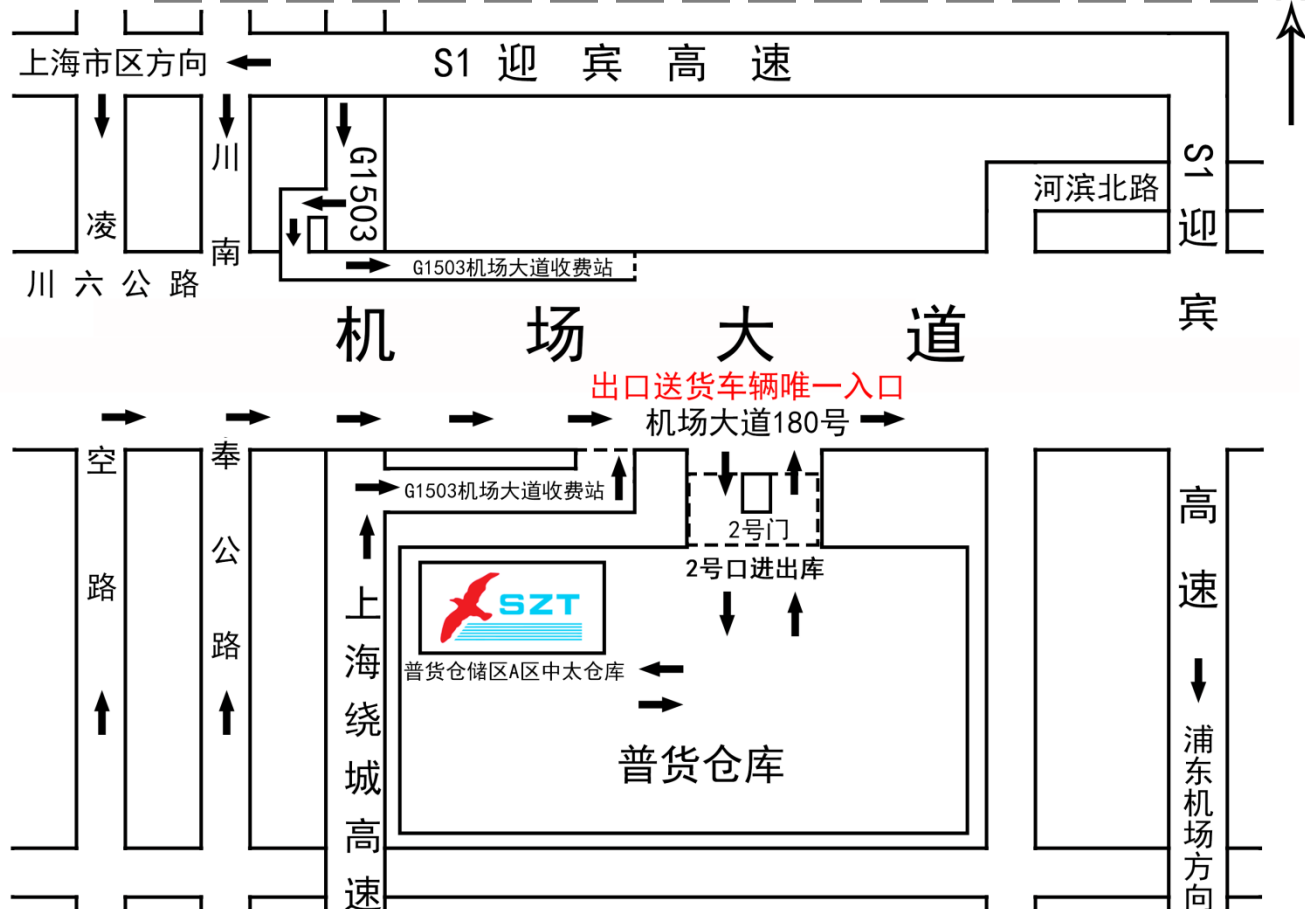 上海市区方向
S1 迎宾高速
G1503
川南奉公路
凌空路
河滨北路
S1 迎宾高速
川六公路
G1503机场大道收费站
机场大道
出口送货车辆唯一入口
机场大道180号
G1503机场大道收费站
2号门
2号口进出库
SZT
普货仓储区A区中太仓库
上海绕城高速
普货仓库
浦东机场方向